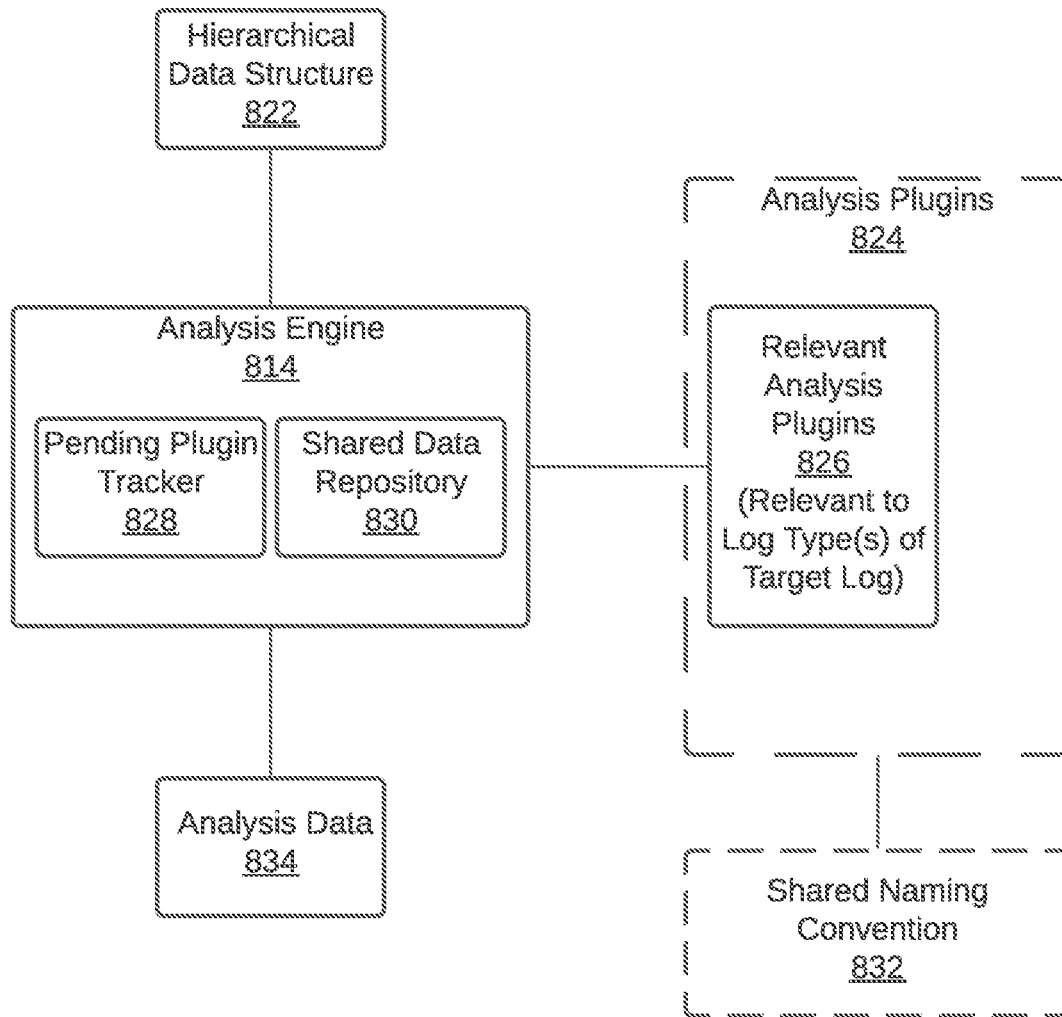 Hierarchical
Data Structure
822
Analysis Plugins
824
Analysis Engine
814
Pending Plugin
Tracker
828
Shared Data
Repository
830
Relevant
Analysis
Plugins
826
(Relevant to
Log Type(s) of
Target Log)
Analysis Data
834
Shared Naming
Convention
832